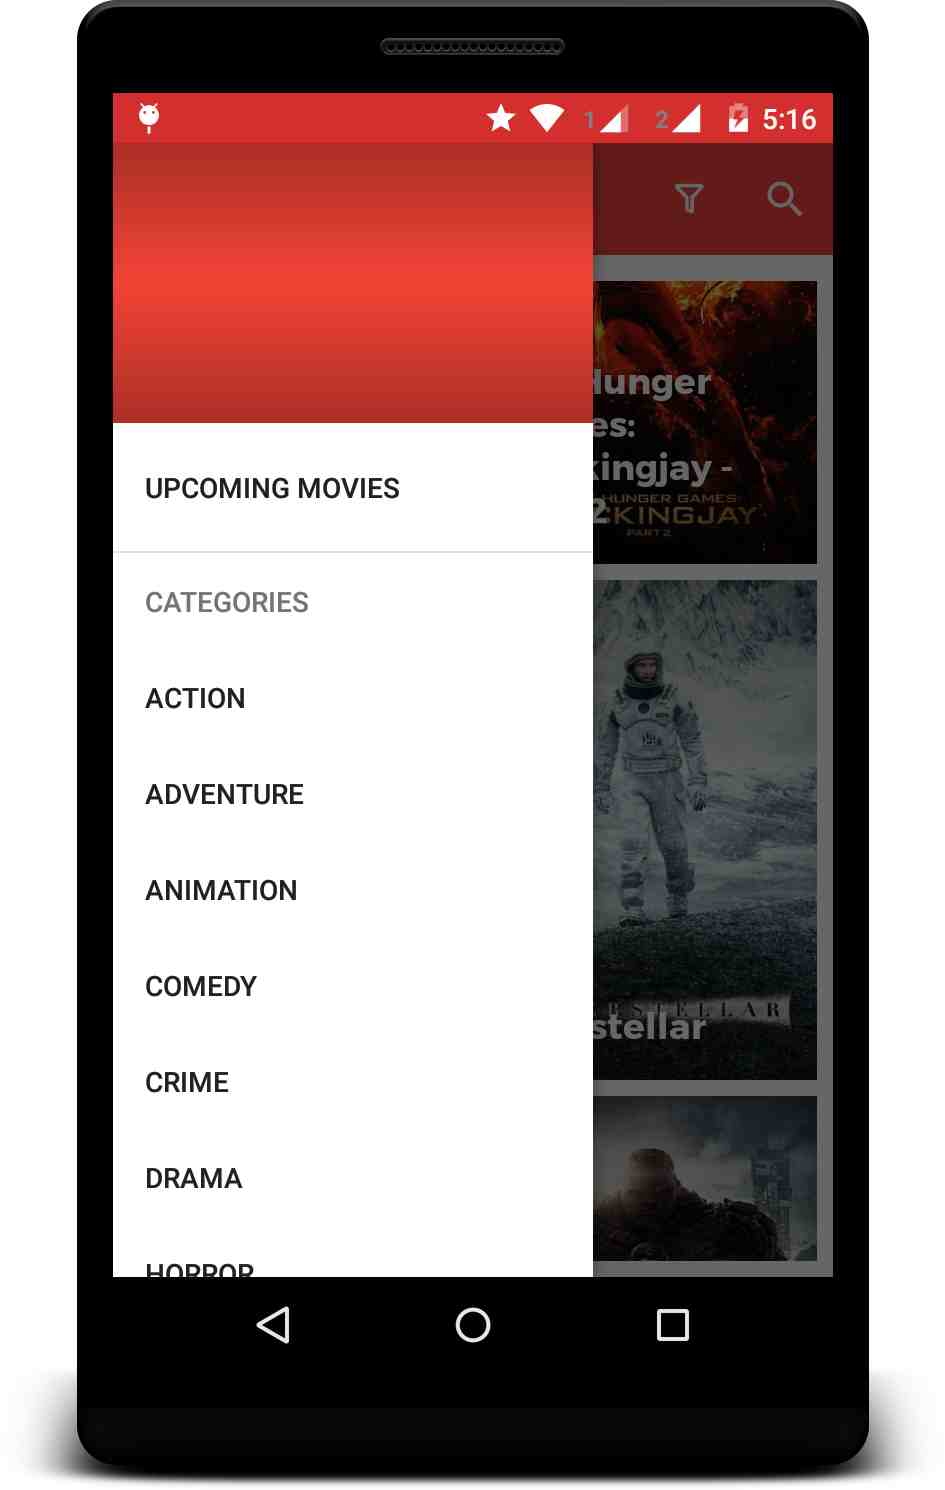 1 2 5:16
UPCOMING MOVIES
CATEGORIES
ACTION
ADVENTURE
ANIMATION
COMEDY
CRIME
DRAMA
HORROR
Hunger
es:
kingjay -
2
HUNGER GAMES
CKINGJAY
PART 2
RSTELLAR
stellar